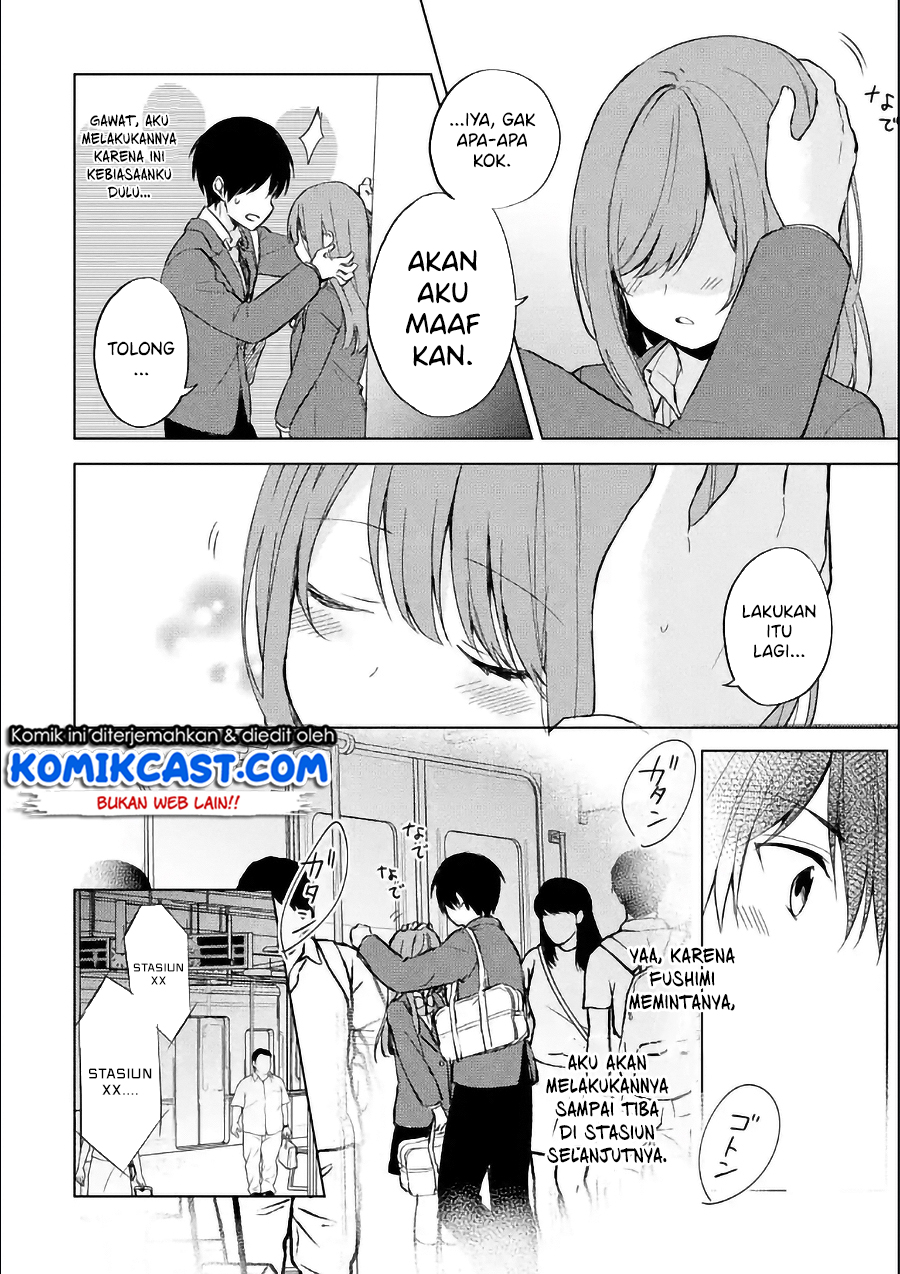 なで
...IYA, GAK
APA-APA
KOK.
AKAN
AKU
MAAF
KAN.
GAWAT, AKU
MELAKUKANNYA
KARENA INI
KEBIASAANKU
DULU...
TOLONG
...
LAKUKAN
ITU
LAGI...
Komik ini diterjemahkan & diedit oleh
KOMIKCAST.COM
BUKAN WEB LAIN!!
ガタン
なで
なで
ガタン
YAA, KARENA
FUSHIMI
MEMINTANYA,
AKU AKAN
MELAKUKANNYA
SAMPAI TIBA
DI STASIUN
SELANJUTNYA.
ゴトン
STASIUN
XX
STASIUN
XX....